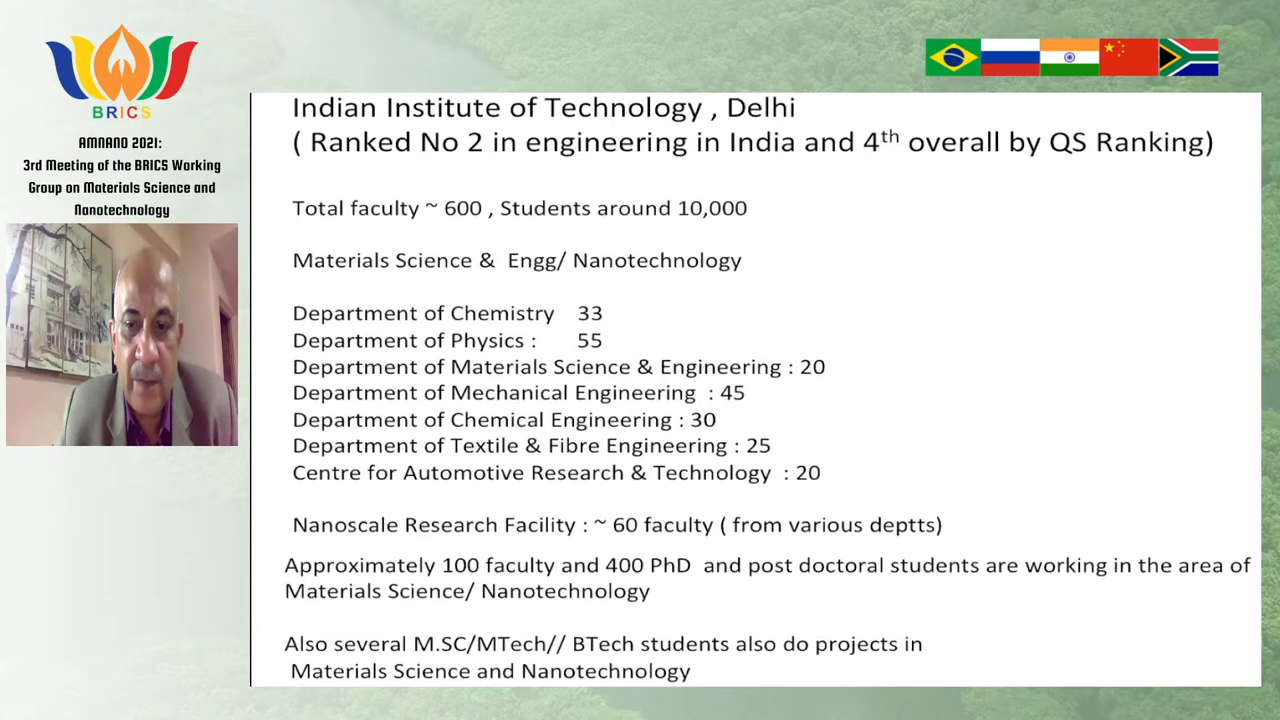 BRICS
AMNANO 2021:
3rd Meeting of the BRICS Working
Group on Materials Science and
Nanotechnology
Indian Institute of Technology , Delhi
( Ranked No 2 in engineering in India and 4th overall by QS Ranking)
Total faculty ~ 600 , Students around 10,000
Materials Science &  Engg/ Nanotechnology
Department of Chemistry    33
Department of Physics :      55
Department of Materials Science & Engineering : 20
Department of Mechanical Engineering  : 45
Department of Chemical Engineering : 30
Department of Textile & Fibre Engineering : 25
Centre for Automotive Research & Technology  : 20
Nanoscale Research Facility : ~ 60 faculty ( from various deptts)
Approximately 100 faculty and 400 PhD  and post doctoral students are working in the area of
Materials Science/ Nanotechnology
Also several M.SC/MTech// BTech students also do projects in
Materials Science and Nanotechnology